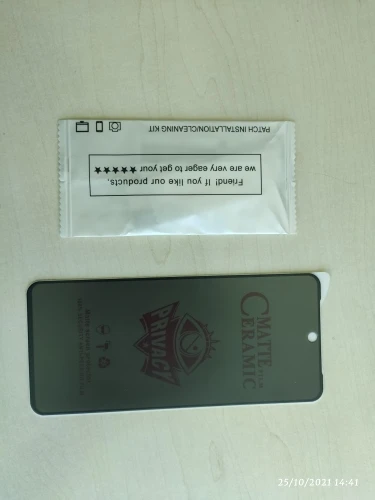 PATCH INSTALLATION/CLEANING KIT
Friend! If you like our products,
we are very eager to get your ★★★★★
MATTE
CERAMIC
PRIVACY
25/10/2021 14:41